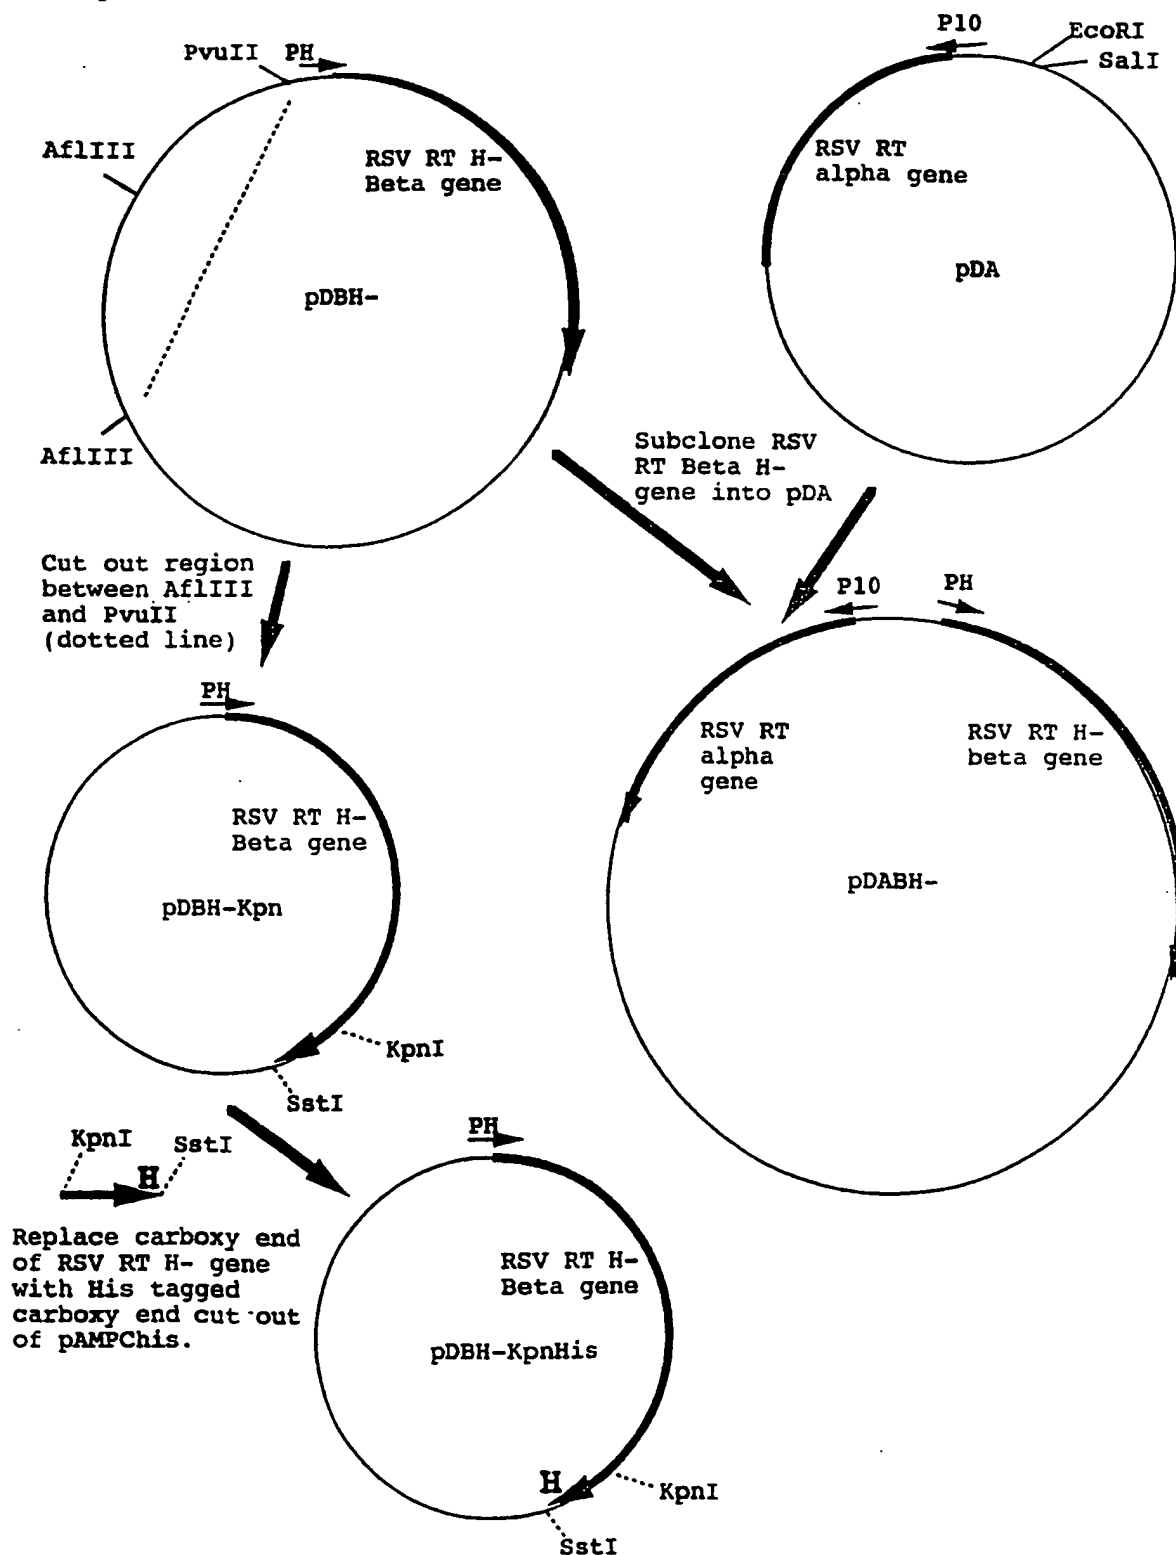 PvuII
PH
AflIII
RSV RT H-
Beta gene
pDBH-
AflIII
P10
EcoRI
SalI
RSV RT
alpha gene
pDA
Subclone RSV
RT Beta H-
gene into pDA
Cut out region
between AflIII
and PvuII
(dotted line)
P10
PH
RSV RT
alpha
gene
RSV RT H-
beta gene
pDABH-
PH
RSV RT H-
Beta gene
pDBH-Kpn
KpnI
SstI
KpnI
SstI
H
Replace carboxy end
of RSV RT H- gene
with His tagged
carboxy end cut out
of pAMPChis.
PH
RSV RT H-
Beta gene
pDBH-KpnHis
H
KpnI
SstI